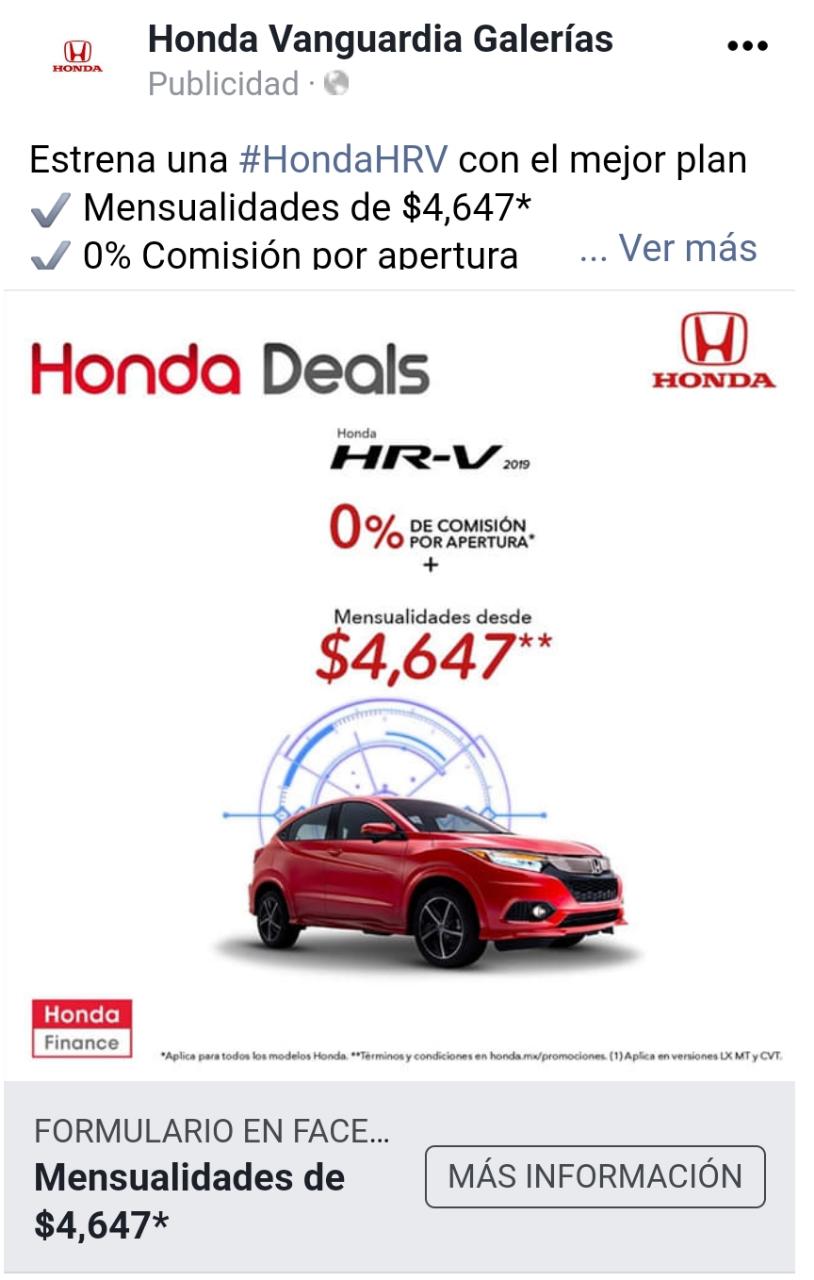 HONDA
Honda Vanguardia Galerías
Publicidad ·
Estrena una #HondaHRV con el mejor plan
✔ Mensualidades de $4,647*
✔ 0% Comisión por apertura ... Ver más
Honda Deals
HONDA
Honda
HR-V 2019
0% DE COMISIÓN
POR APERTURA*
+
Mensualidades desde
$4,647**
Honda
Finance
*Aplica para todos los modelos Honda. **Términos y condiciones en honda.mx/promociones. (1) Aplica en versiones LX MT y CVT.
FORMULARIO EN FACE...
Mensualidades de
$4,647*
MÁS INFORMACIÓN